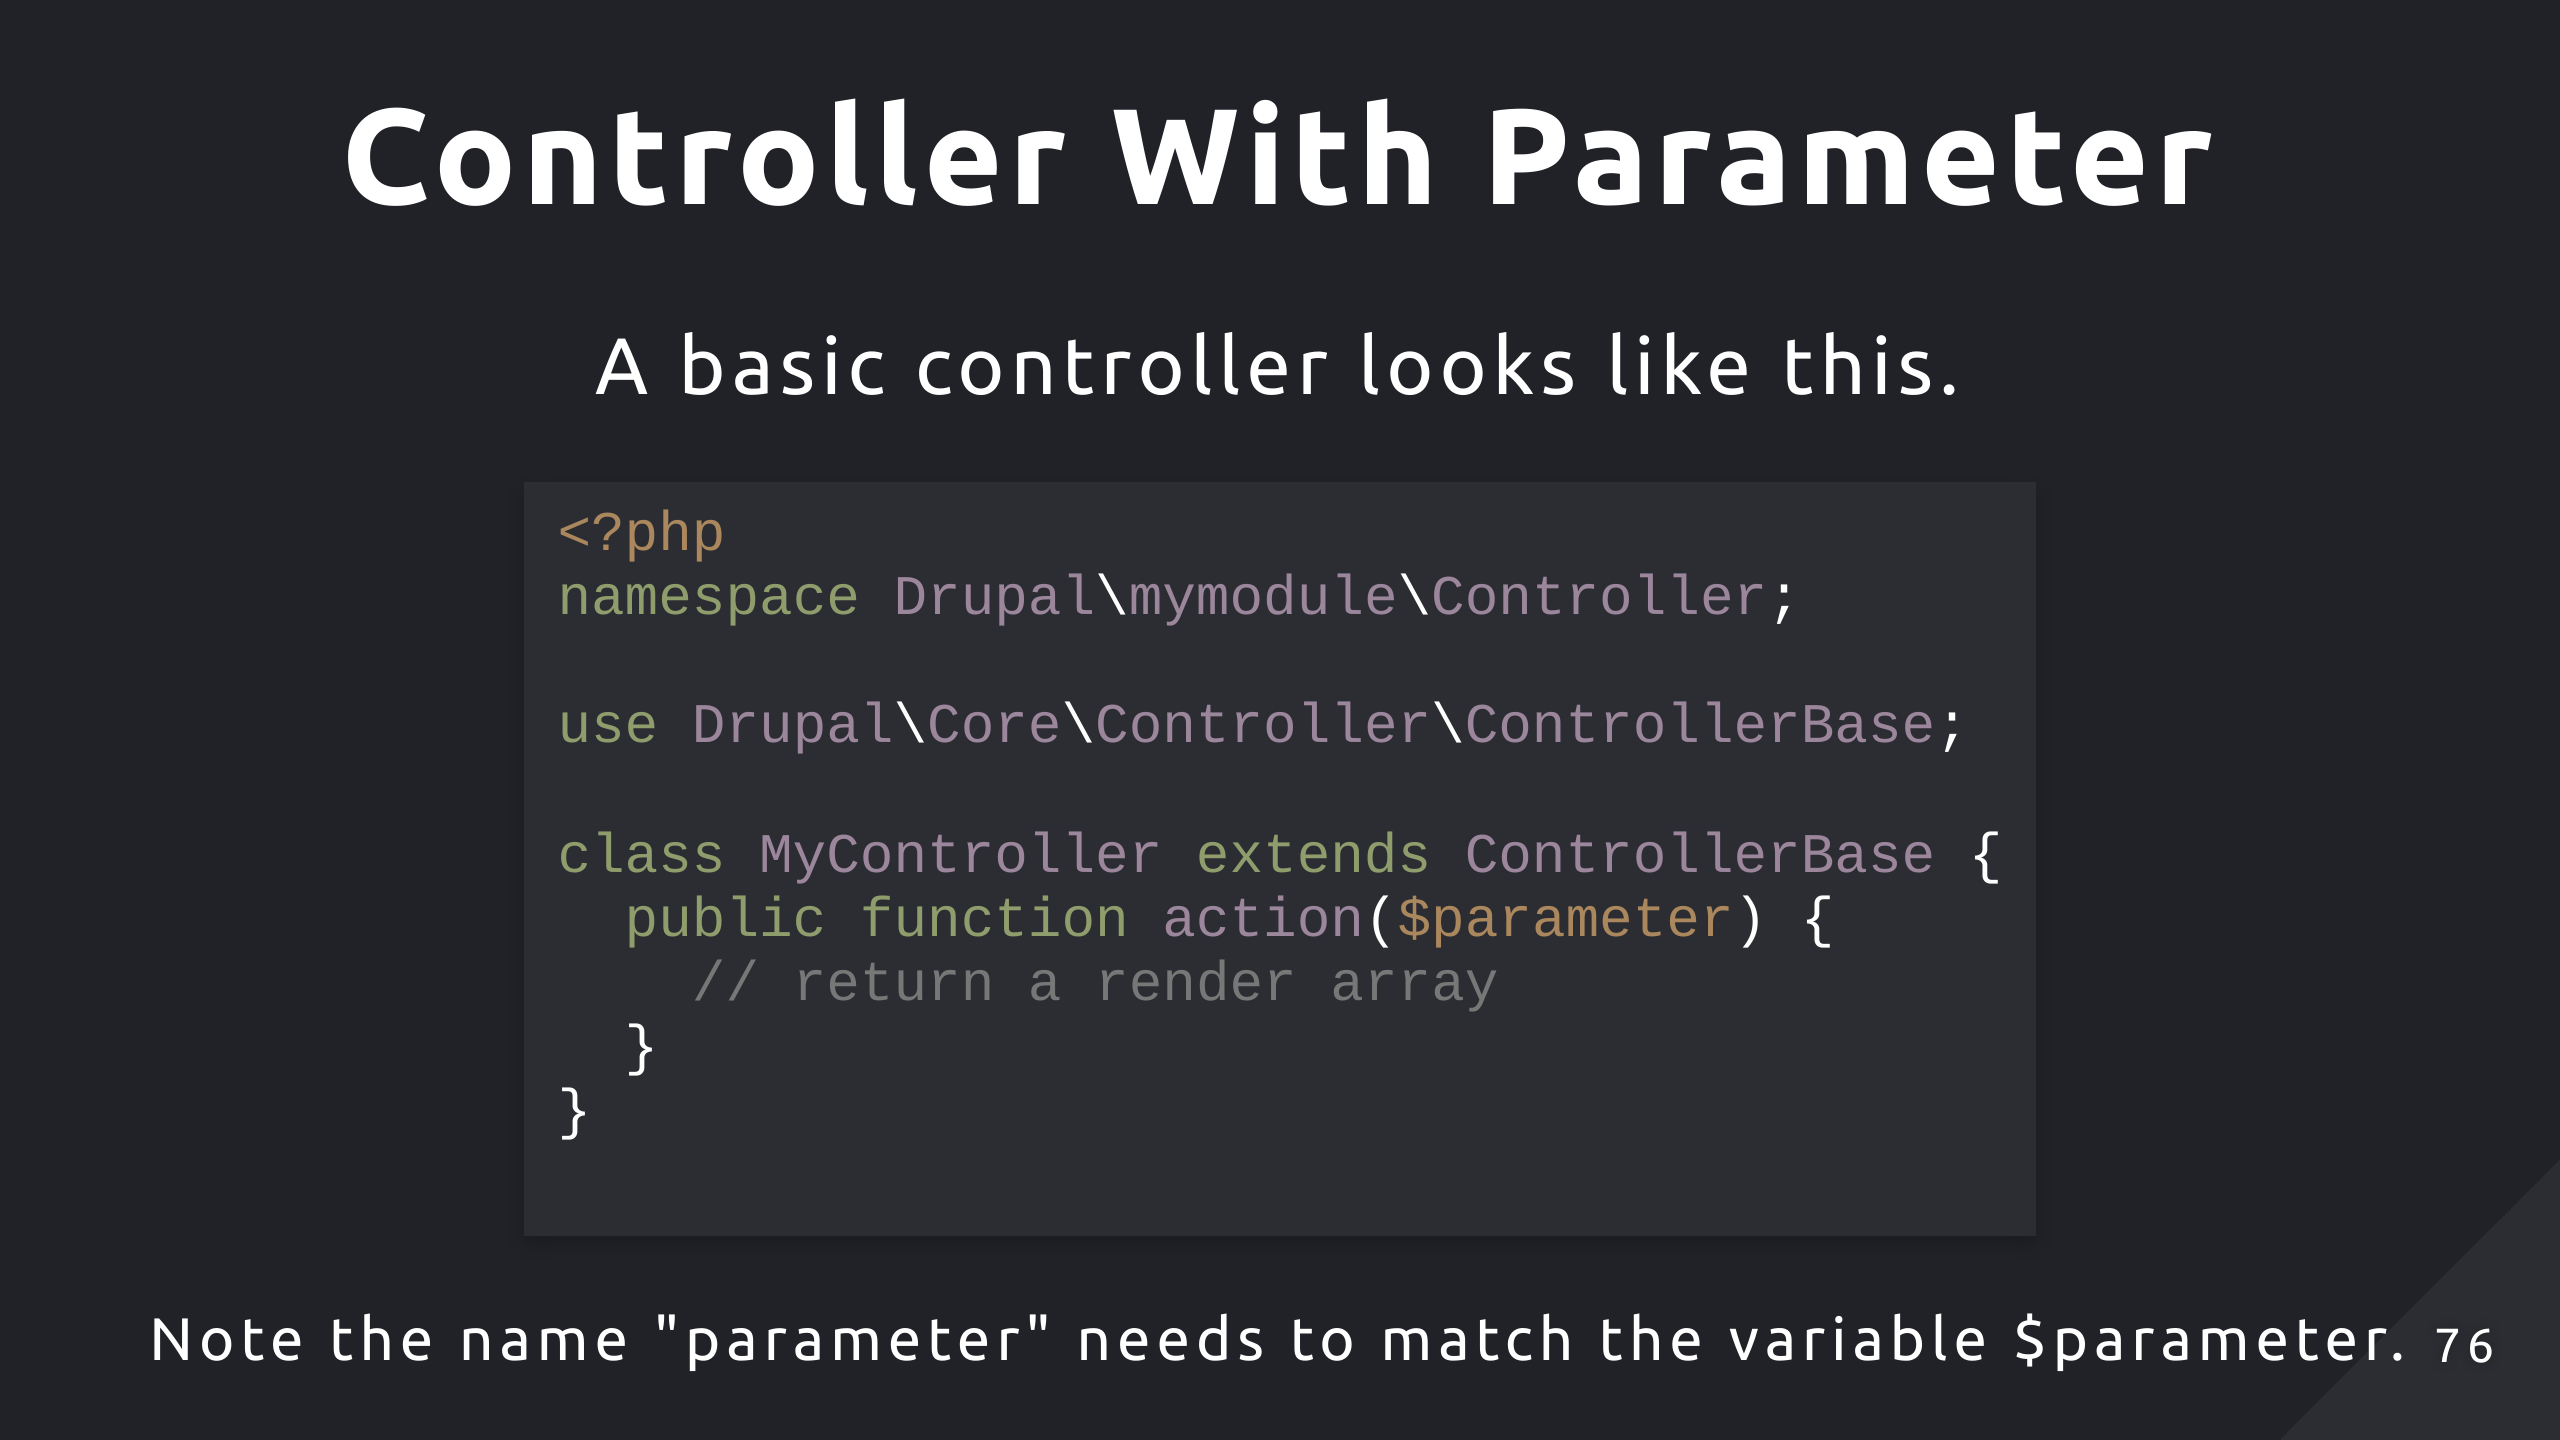 Controller With Parameter
A basic controller looks like this.
<?php
namespace Drupal\mymodule\Controller;
use Drupal\Core\Controller\ControllerBase;
class MyController extends ControllerBase {
  public function action($parameter) {
    // return a render array
  }
}
Note the name "parameter" needs to match the variable $parameter.
76